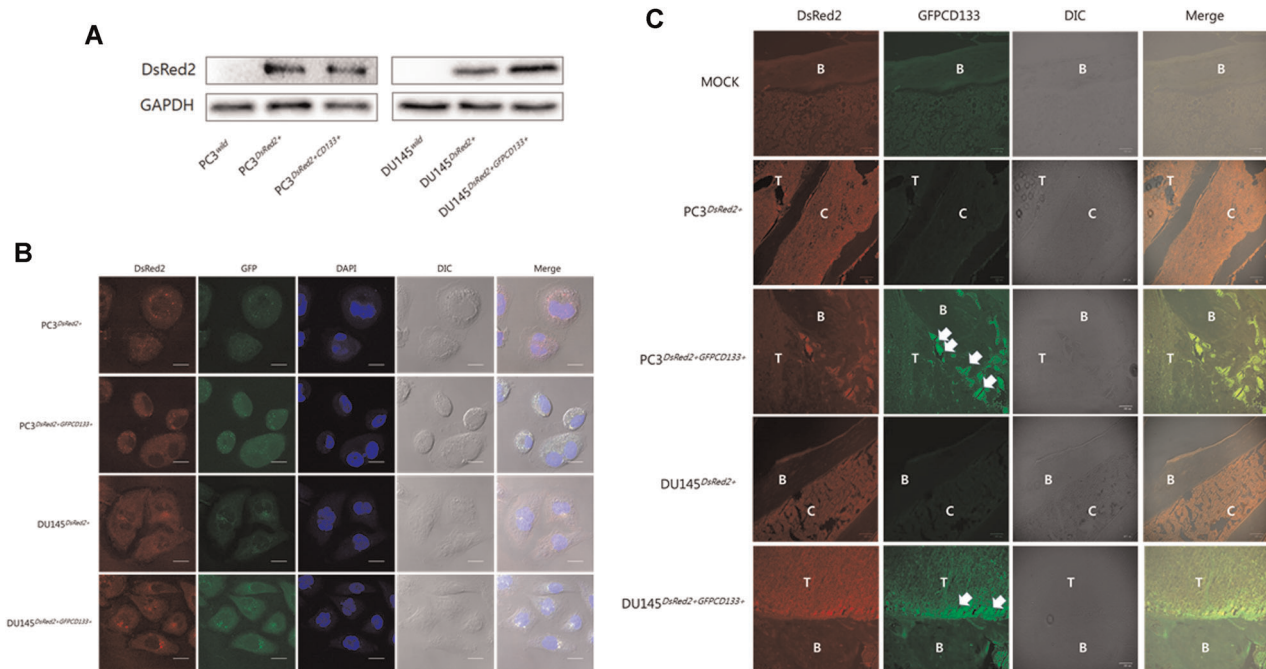 A
DsRed2
GAPDH
PC3wild
PC3DsRed2+
PC3DsRed2+CD133+
DU145wild
DU145DsRed2+
DU145DsRed2+GFPCD133+
B
DsRed2 GFP DAPI DIC Merge
PC3DsRed2+
PC3DsRed2+GFPCD133+
DU145DsRed2+
DU145DsRed2+GFPCD133+
C
DsRed2 GFPCD133 DIC Merge
MOCK
B B B B
PC3DsRed2+
T T T T
C C C C
PC3DsRed2+GFPCD133+
B B B B
T T T T
DU145DsRed2+
B B B B
C C C C
DU145DsRed2+GFPCD133+
T T T T
B B B B